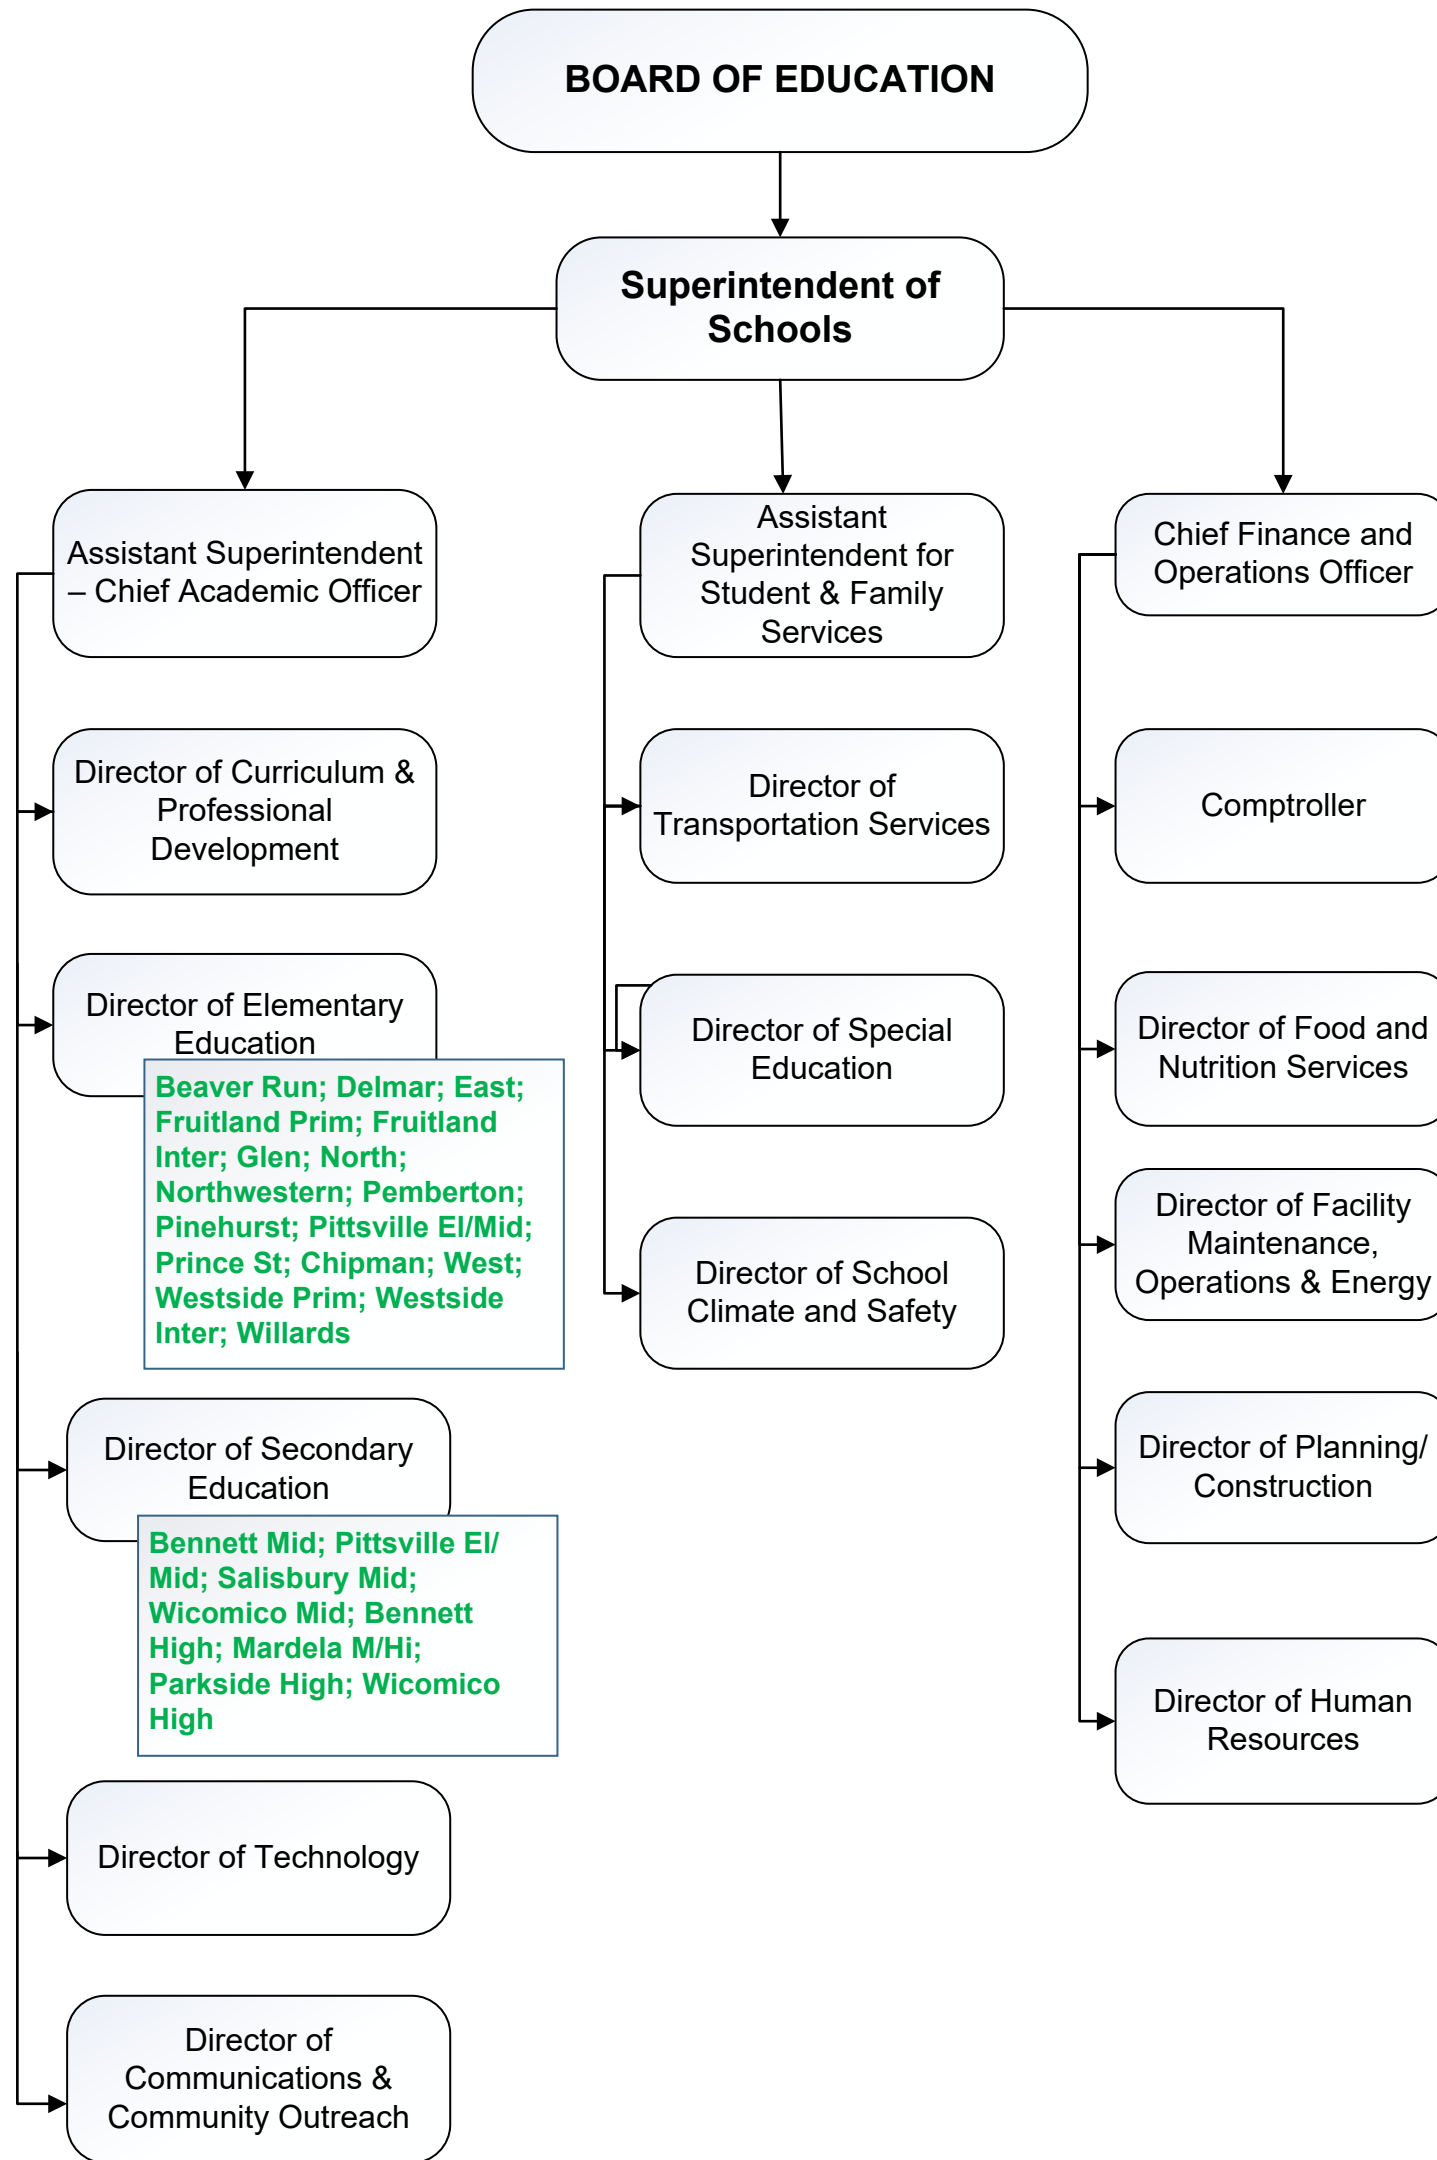 BOARD OF EDUCATION
Superintendent of
Schools
Assistant Superintendent
– Chief Academic Officer
Director of Curriculum &
Professional
Development
Director of Elementary
Education
Beaver Run; Delmar; East;
Fruitland Prim; Fruitland
Inter; Glen; North;
Northwestern; Pemberton;
Pinehurst; Pittsville El/Mid;
Prince St; Chipman; West;
Westside Prim; Westside
Inter; Willards
Director of Secondary
Education
Bennett Mid; Pittsville El/
Mid; Salisbury Mid;
Wicomico Mid; Bennett
High; Mardela M/Hi;
Parkside High; Wicomico
High
Director of Technology
Director of
Communications &
Community Outreach
Assistant
Superintendent for
Student & Family
Services
Director of
Transportation Services
Director of Special
Education
Director of School
Climate and Safety
Chief Finance and
Operations Officer
Comptroller
Director of Food and
Nutrition Services
Director of Facility
Maintenance,
Operations & Energy
Director of Planning/
Construction
Director of Human
Resources